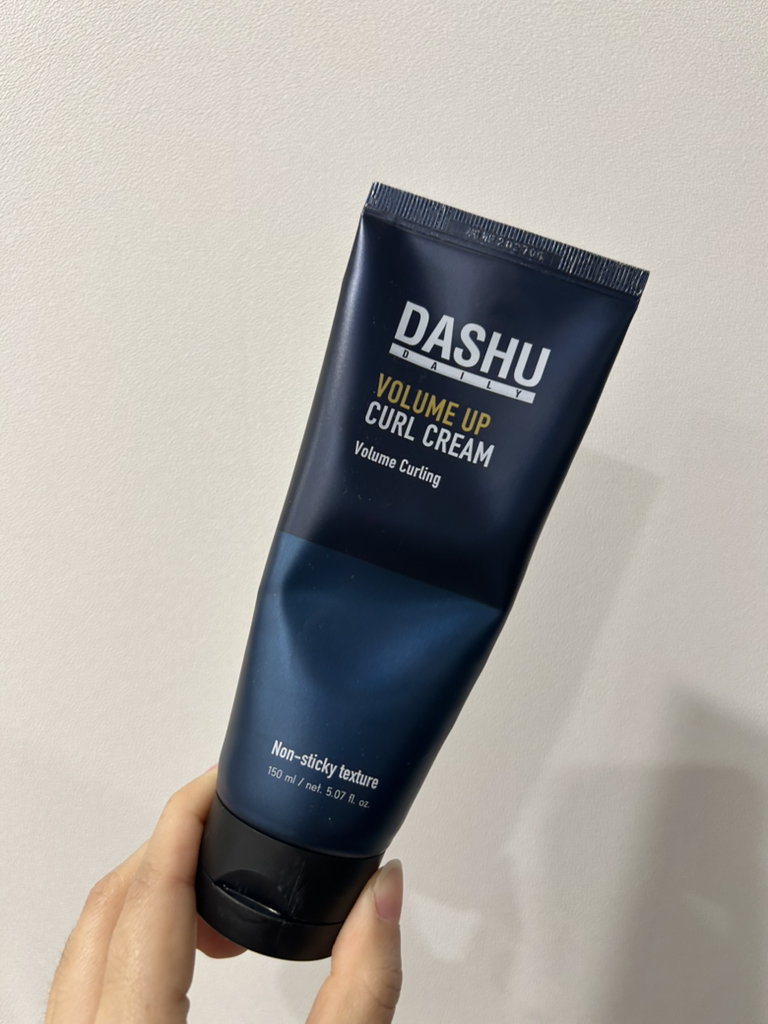 DASHU
DAILY
VOLUME UP
CURL CREAM
Volume Curling
Non-sticky texture
150 ml / net. 5.07 fl. oz.